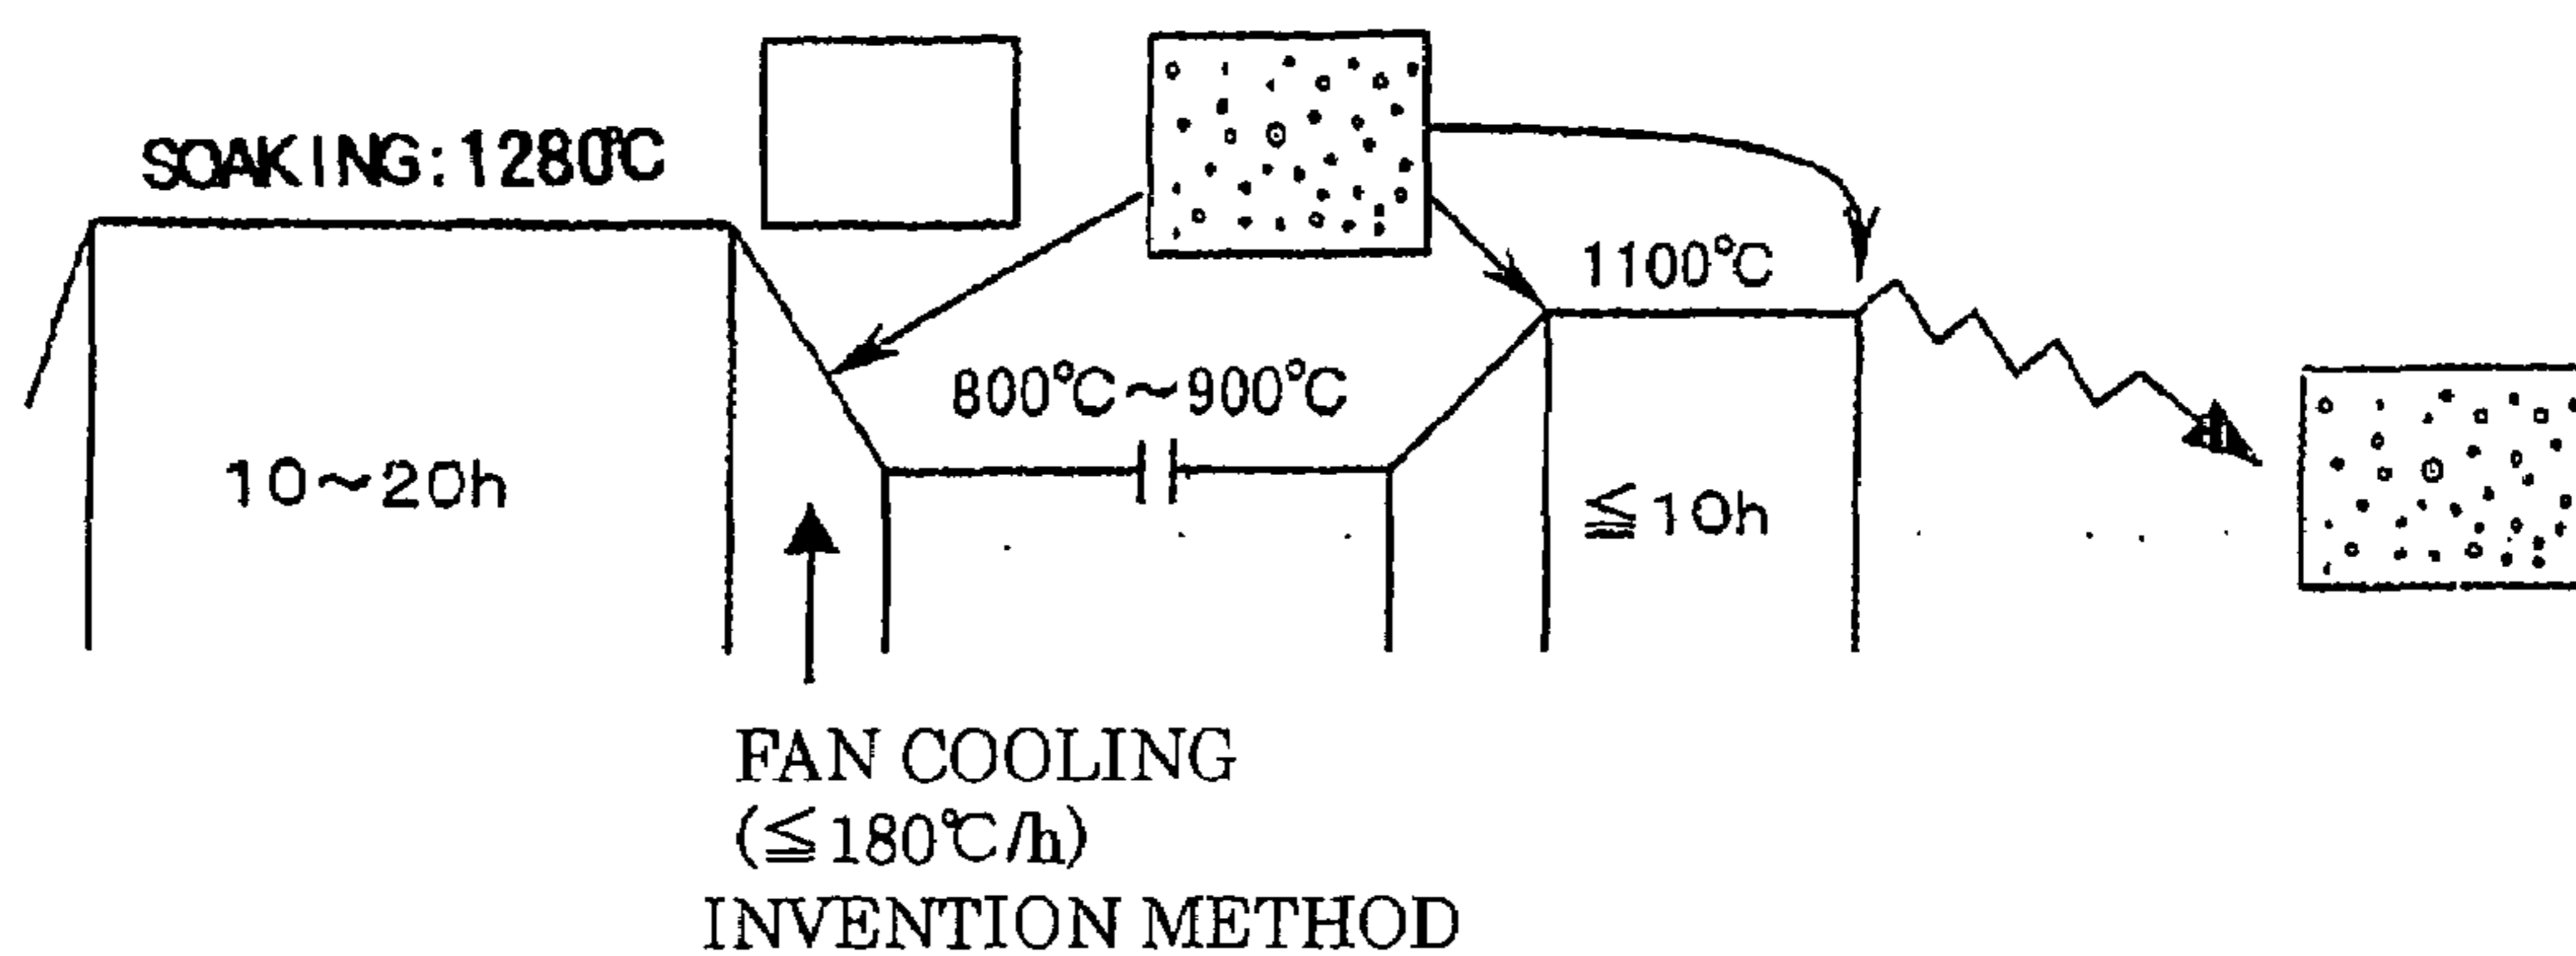 SOAKING:1280℃
1100℃
800℃~900℃
10~20h
≦10h
FAN COOLING
(≦180℃/h)
INVENTION METHOD